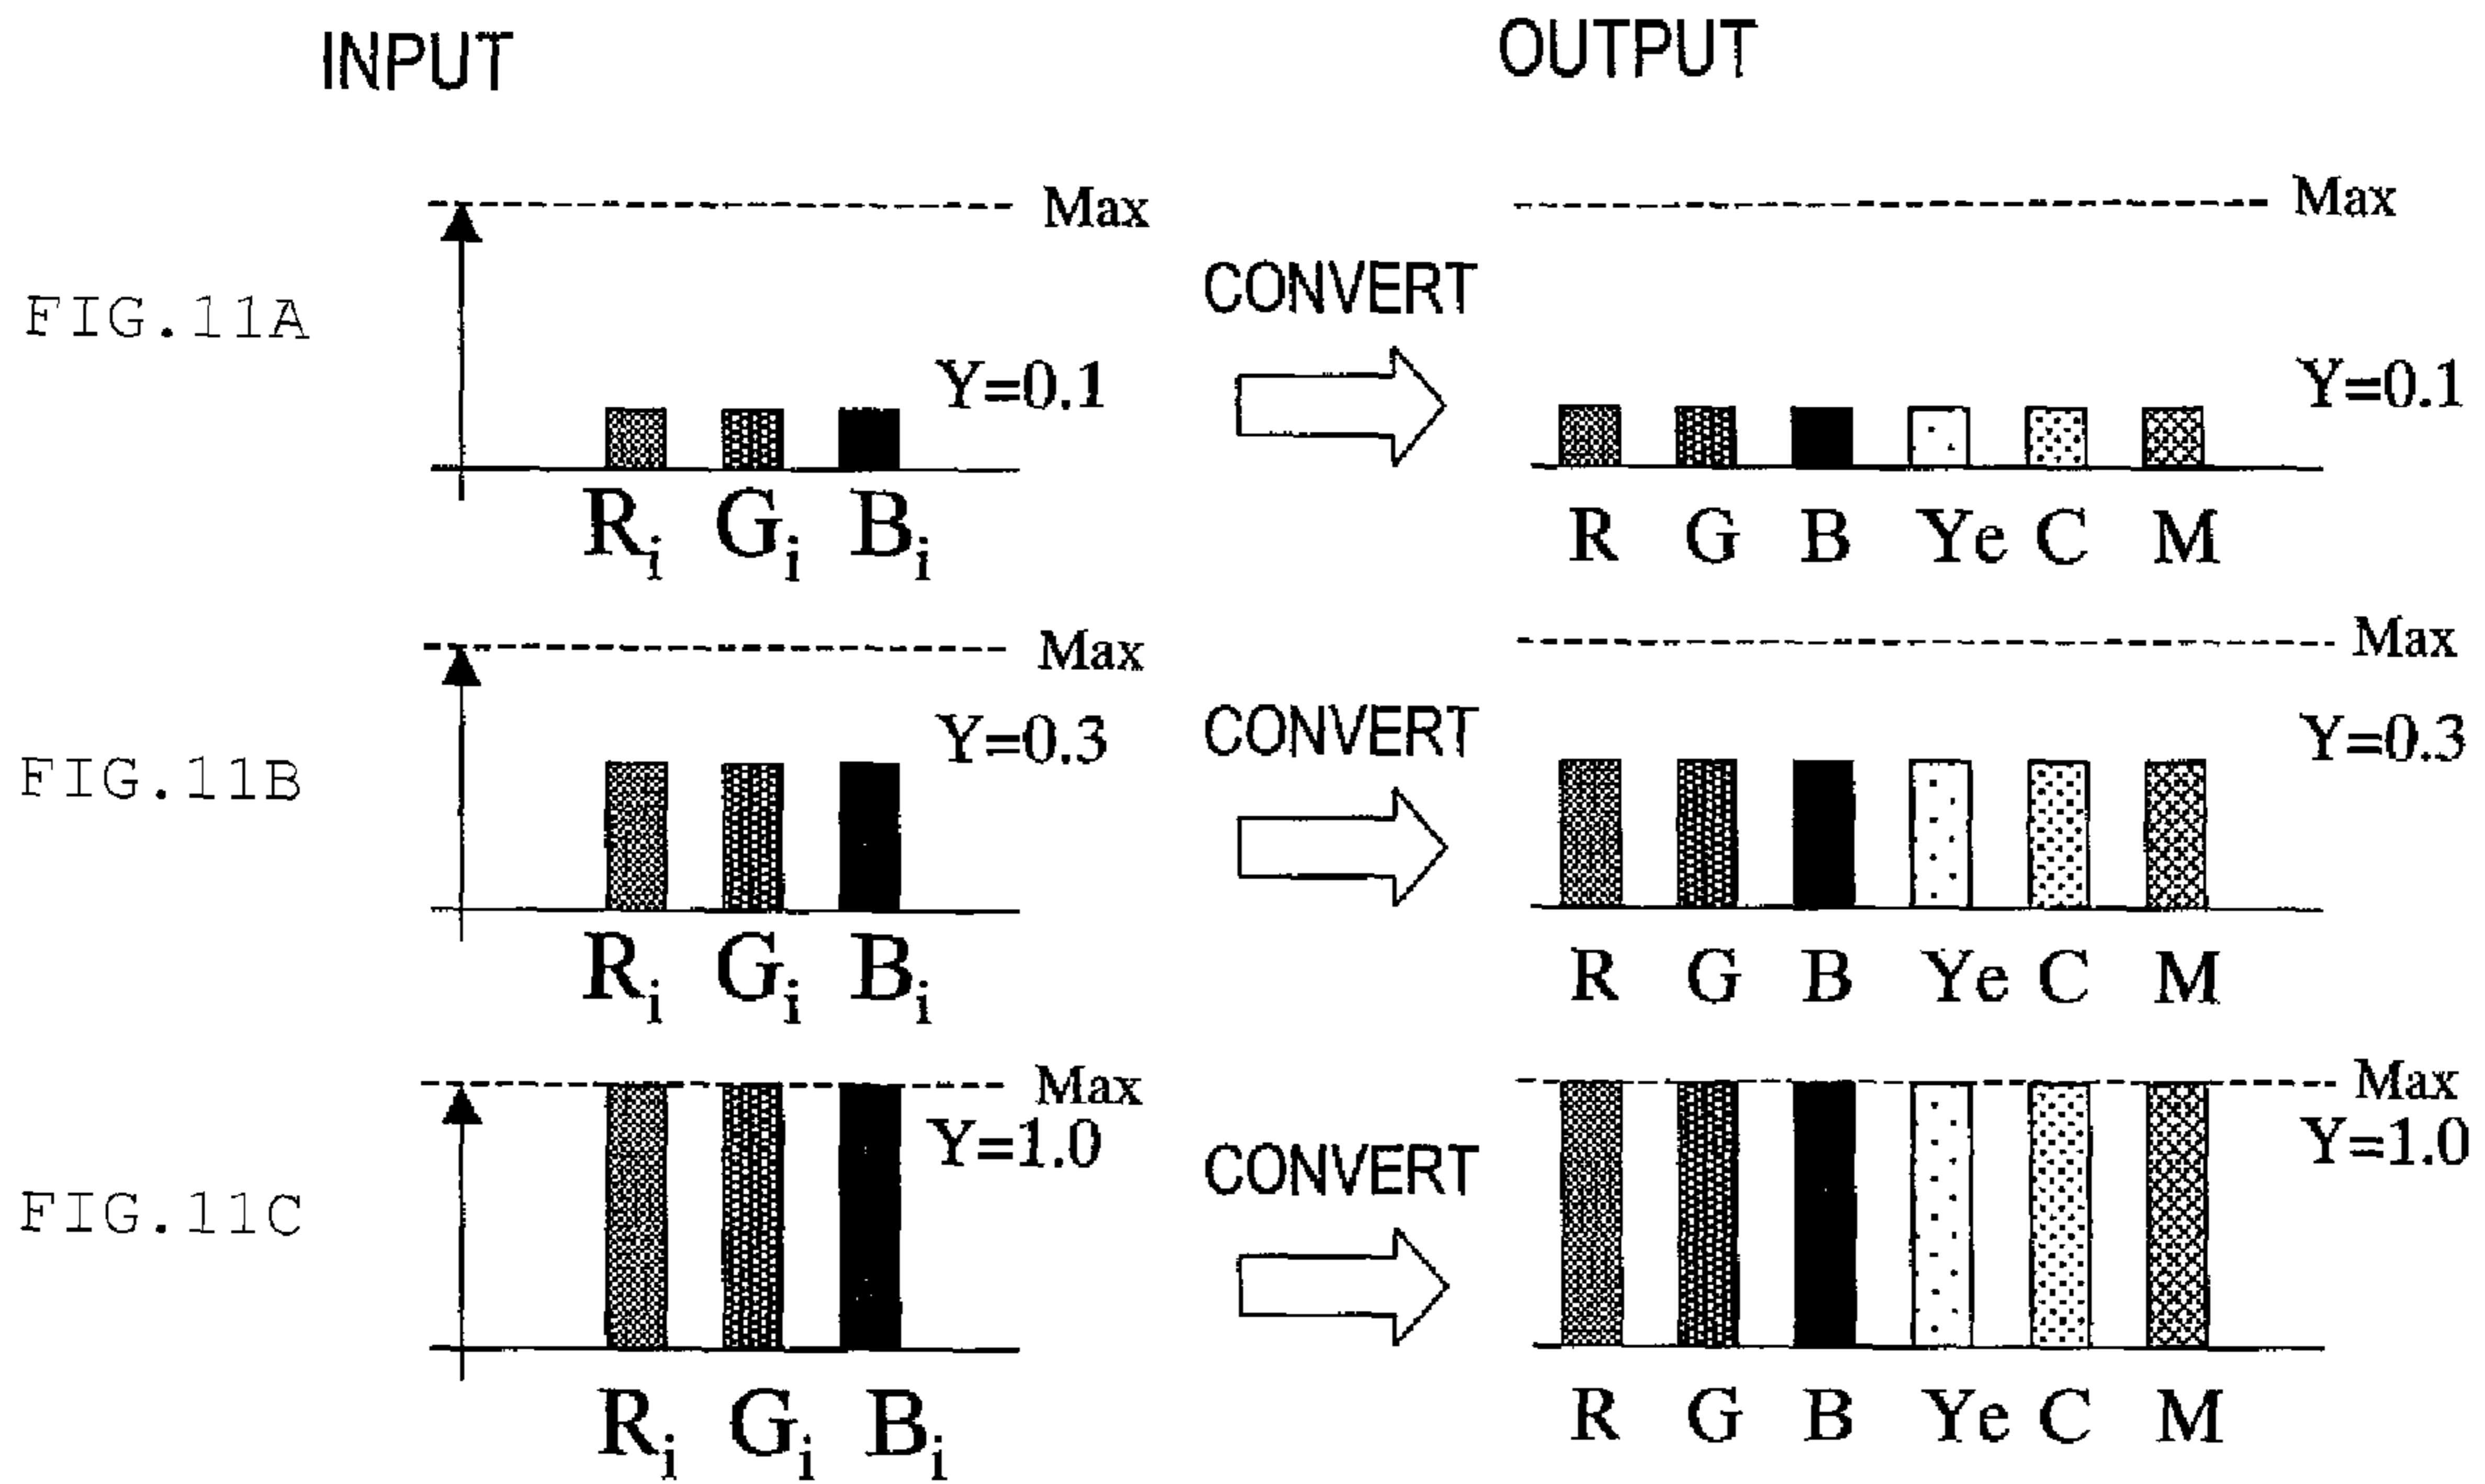 INPUT OUTPUT
Max Max
FIG.11A
CONVERT
Y=0.1 Y=0.1
Ri Gi Bi R G B Ye C M
Max Max
FIG.11B
CONVERT
Y=0.3 Y=0.3
Ri Gi Bi R G B Ye C M
Max Max
FIG.11C
CONVERT
Y=1.0 Y=1.0
Ri Gi Bi R G B Ye C M